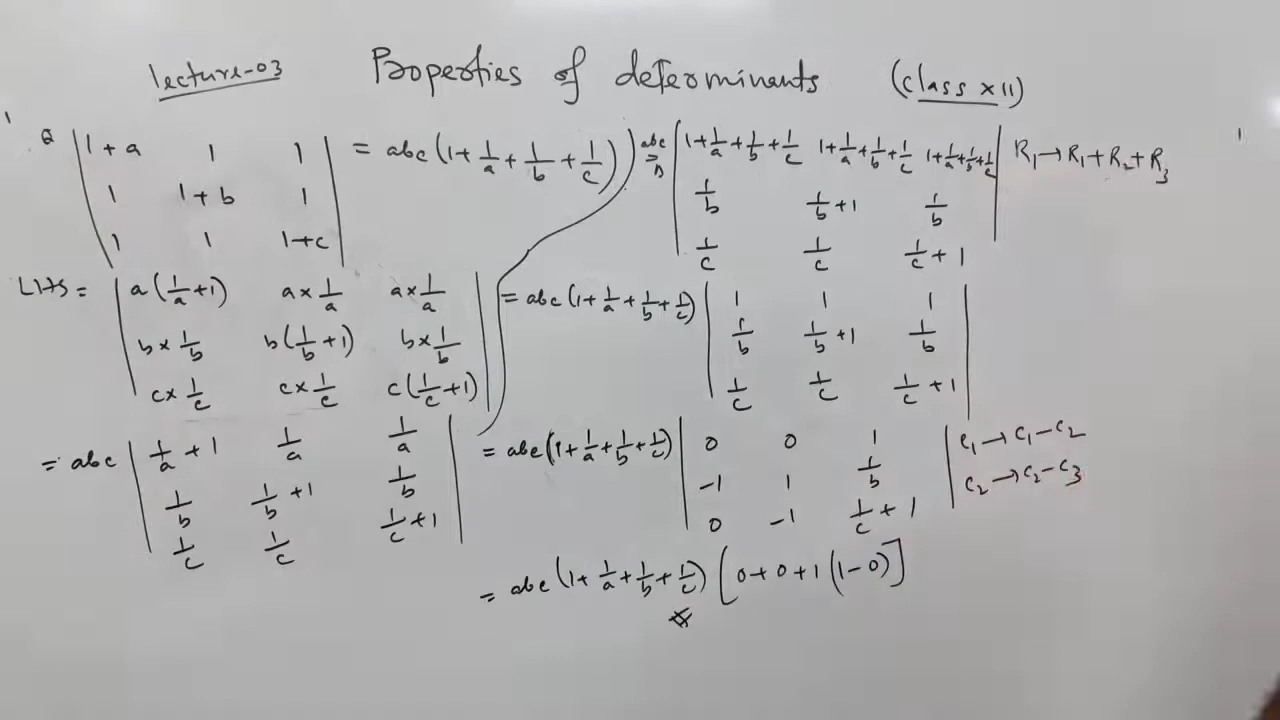 lecture-03 Properties of determinants (class XII)
Q |1+a 1 1| = abc(1+1/a+1/b+1/c)
|1 1+b 1|
|1 1 1+c|
LHS = |a(1/a+1) a×1/a a×1/a|
|b×1/b b(1/b+1) b×1/b|
|c×1/c c×1/c c(1/c+1)|
= abc |1/a+1 1/a 1/a|
|1/b 1/b+1 1/b|
|1/c 1/c 1/c+1|
abc |1+1/a+1/b+1/c 1+1/a+1/b+1/c 1+1/a+1/b+1/c| R₁→R₁+R₂+R₃
|1/b 1/b+1 1/b|
|1/c 1/c 1/c+1|
= abc(1+1/a+1/b+1/c) |1 1 1|
|1/b 1/b+1 1/b|
|1/c 1/c 1/c+1|
= abc(1+1/a+1/b+1/c) |0 0 1| C₁→C₁-C₂
|-1 1 1/b| C₂→C₂-C₃
|0 -1 1/c+1|
= abc(1+1/a+1/b+1/c) [0+0+1(1-0)]